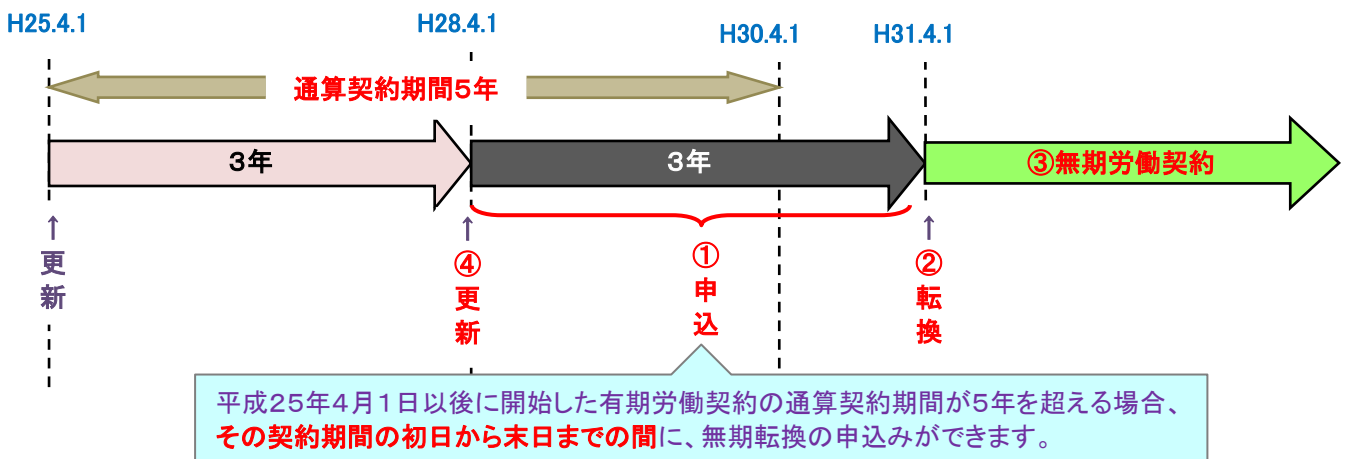 H25.4.1
H28.4.1
H30.4.1
H31.4.1
通算契約期間5年
3年
3年
③無期労働契約
↑更新
↑④更新
①申込
↑②転換
平成25年4月1日以後に開始した有期労働契約の通算契約期間が5年を超える場合、
その契約期間の初日から末日までの間に、無期転換の申込みができます。